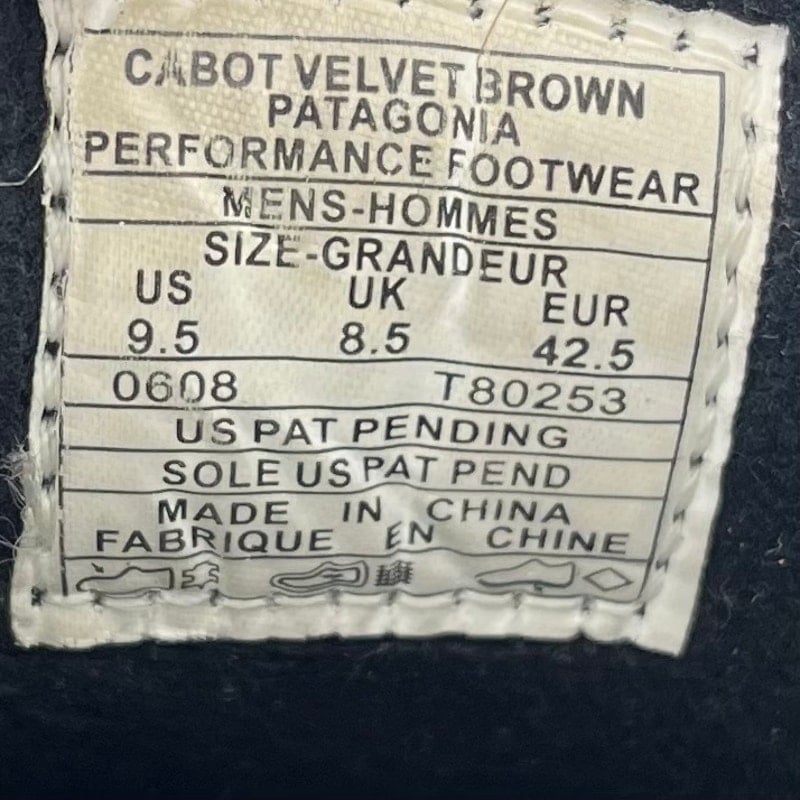 CABOT VELVET BROWN
PATAGONIA
PERFORMANCE FOOTWEAR
MENS-HOMMES
SIZE-GRANDEUR
US UK EUR
9.5 8.5 42.5
0608 T80253
US PAT PENDING
SOLE US PAT PEND
MADE IN CHINA
FABRIQUE EN CHINE